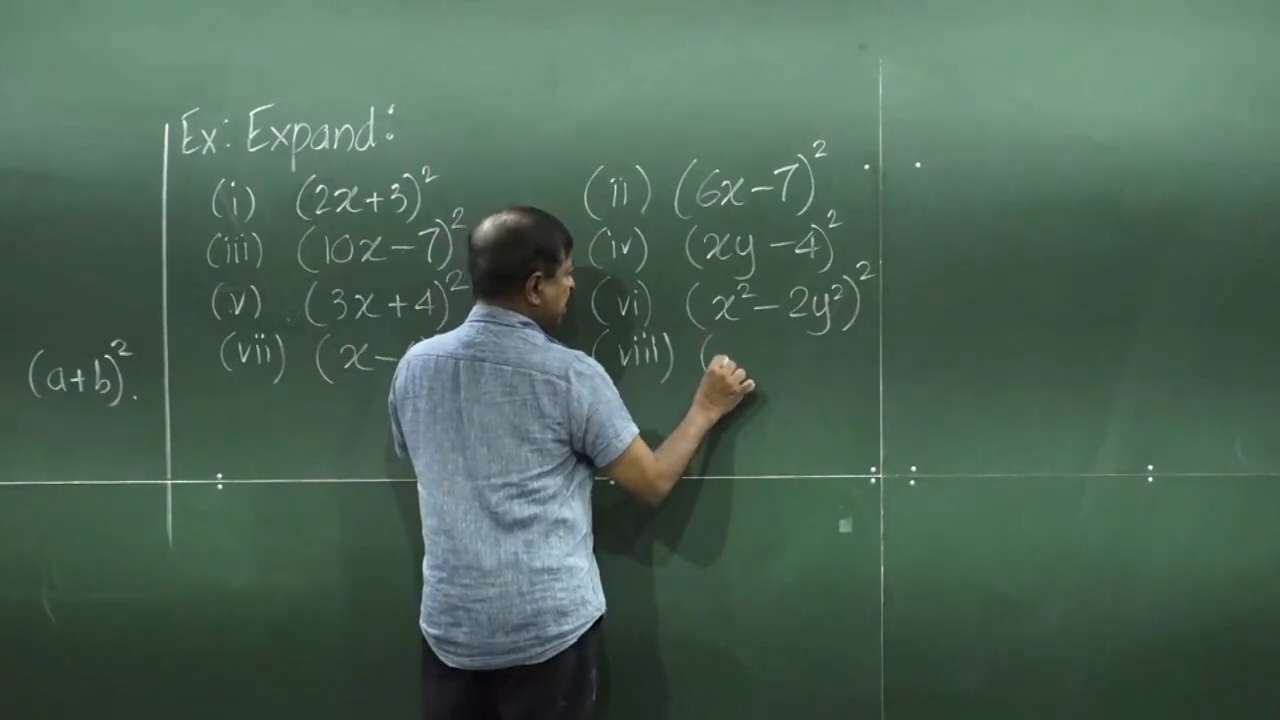 Ex: Expand:
(i) (2x+3)² (ii) (6x-7)²
(iii) (10x-7)² (iv) (xy-4)²
(v) (3x+4)² (vi) (x²-2y²)²
(vii) (x- (viii) (
(a+b)².